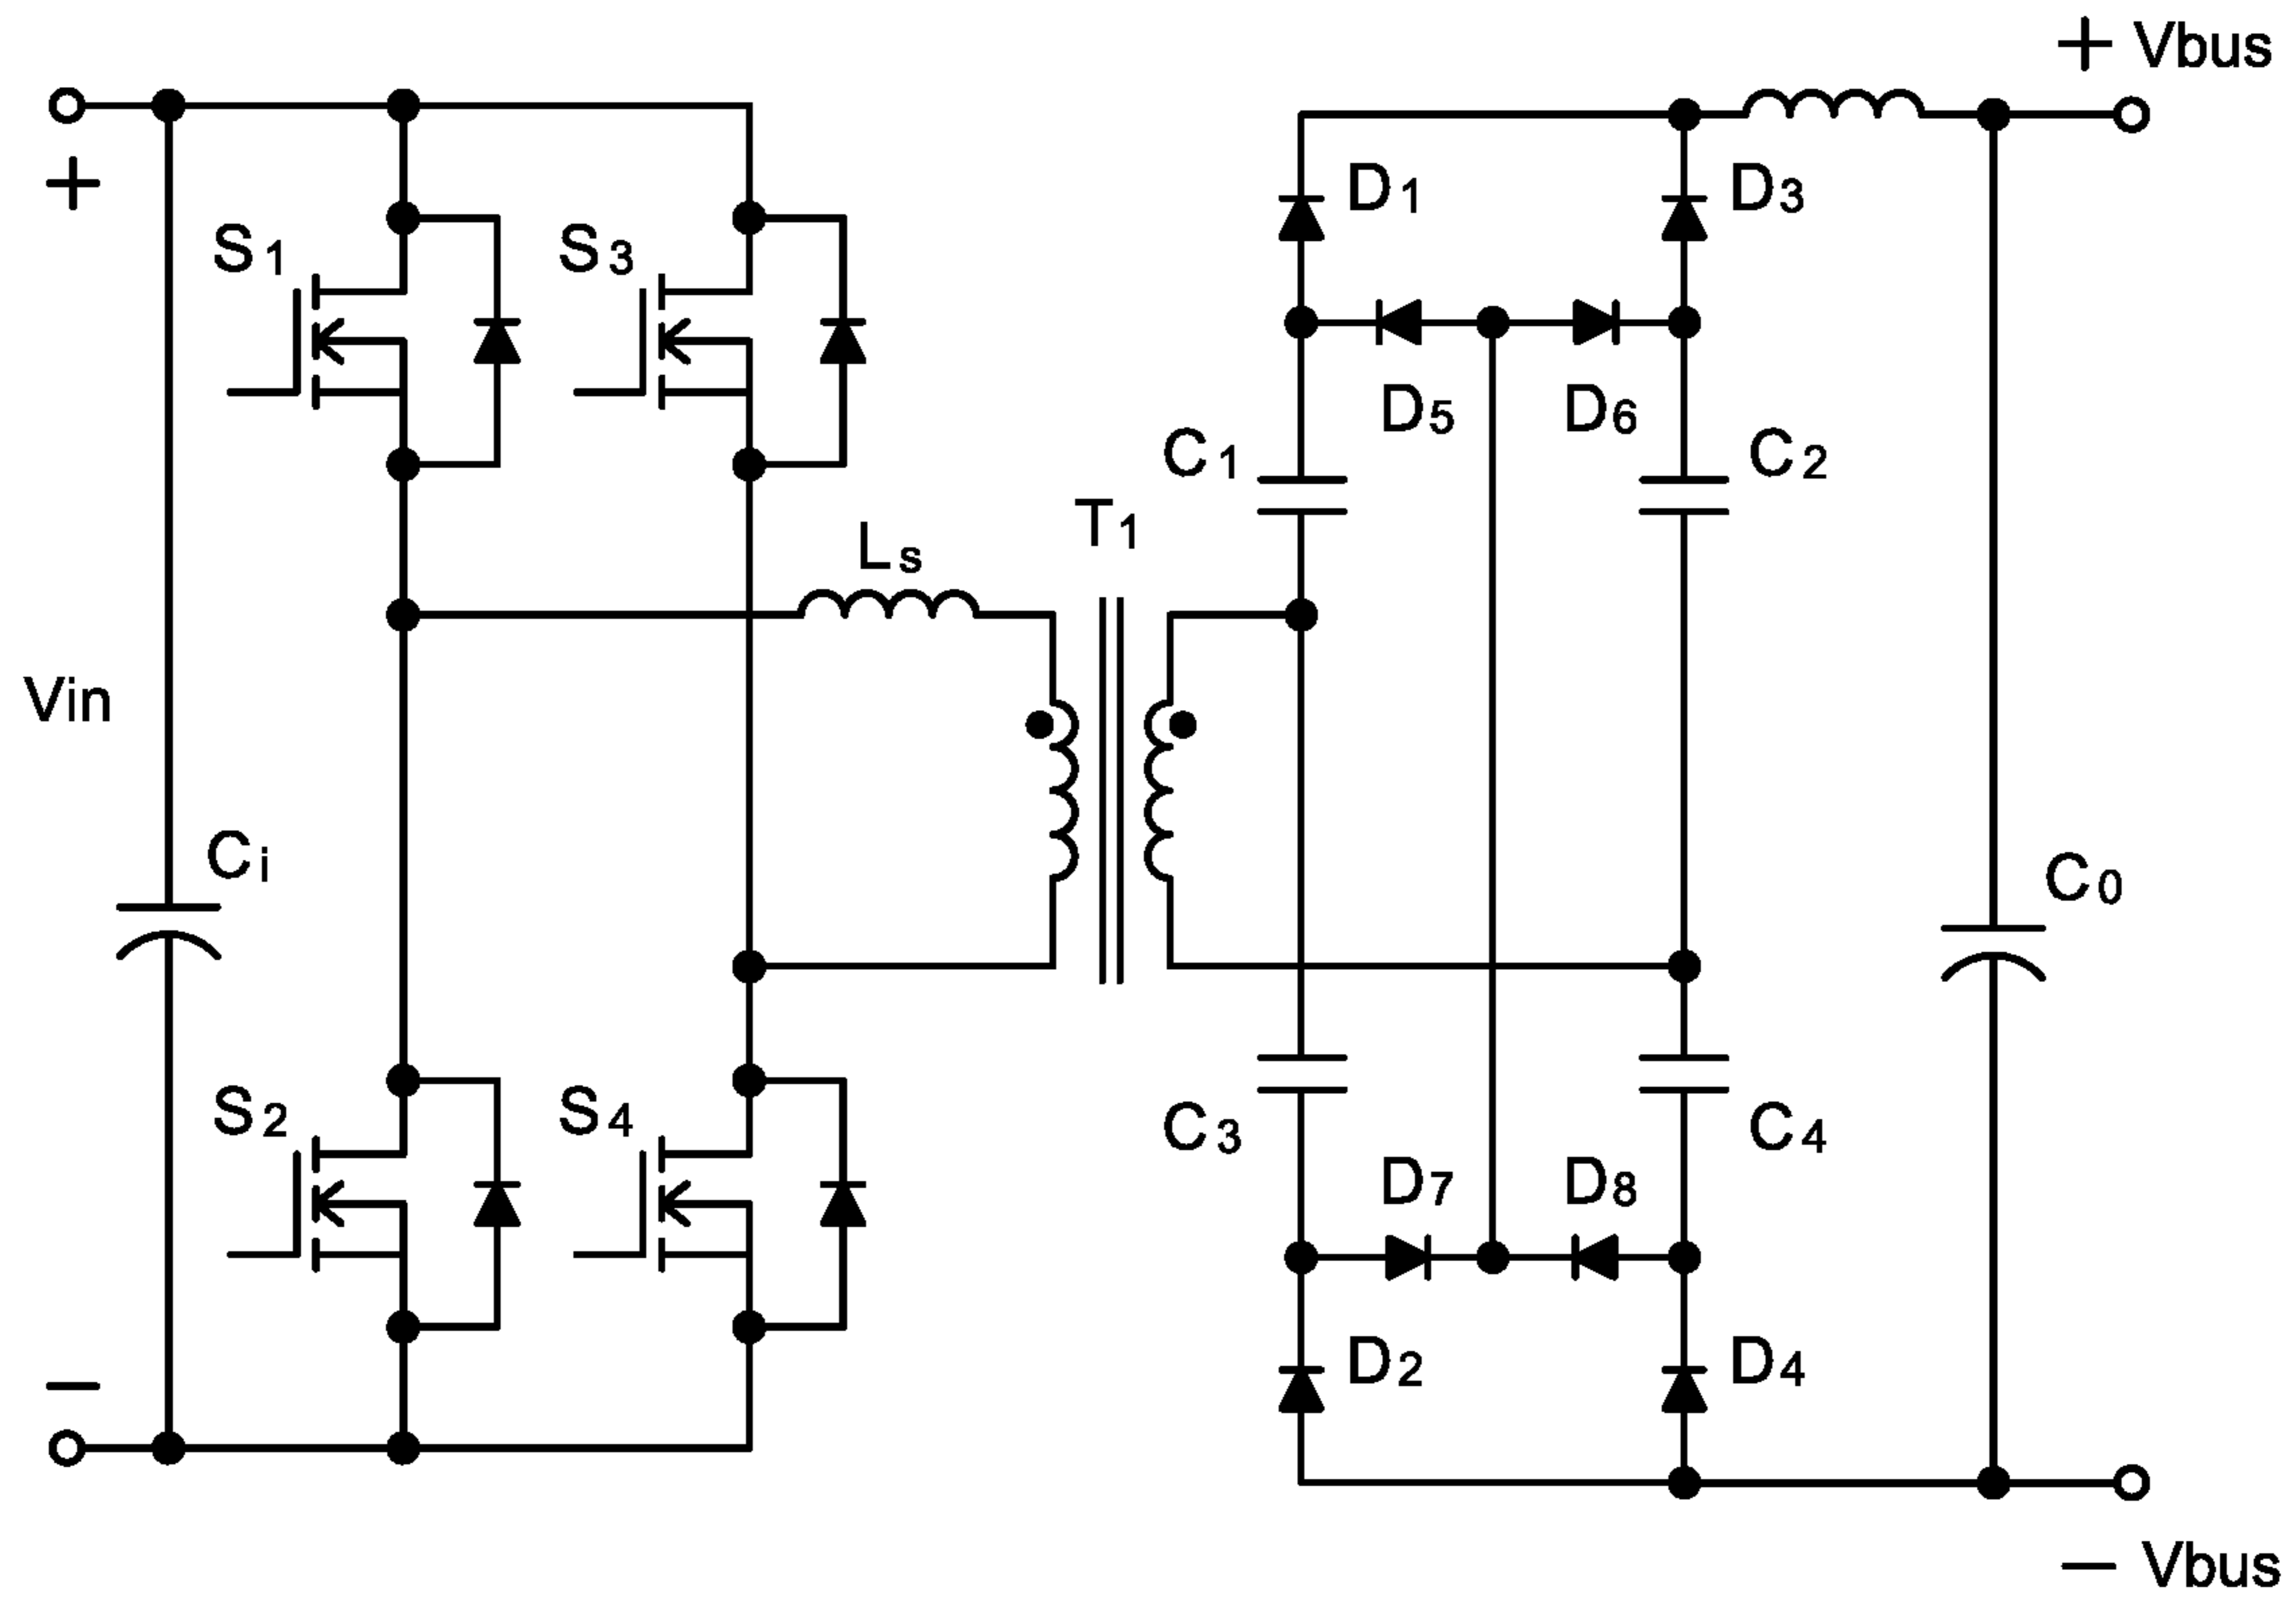 + Vbus
+
S1
S3
D1
D3
D5
D6
C1
C2
T1
Ls
Vin
Ci
C0
S2
S4
C3
C4
D7
D8
D2
D4
−
− Vbus